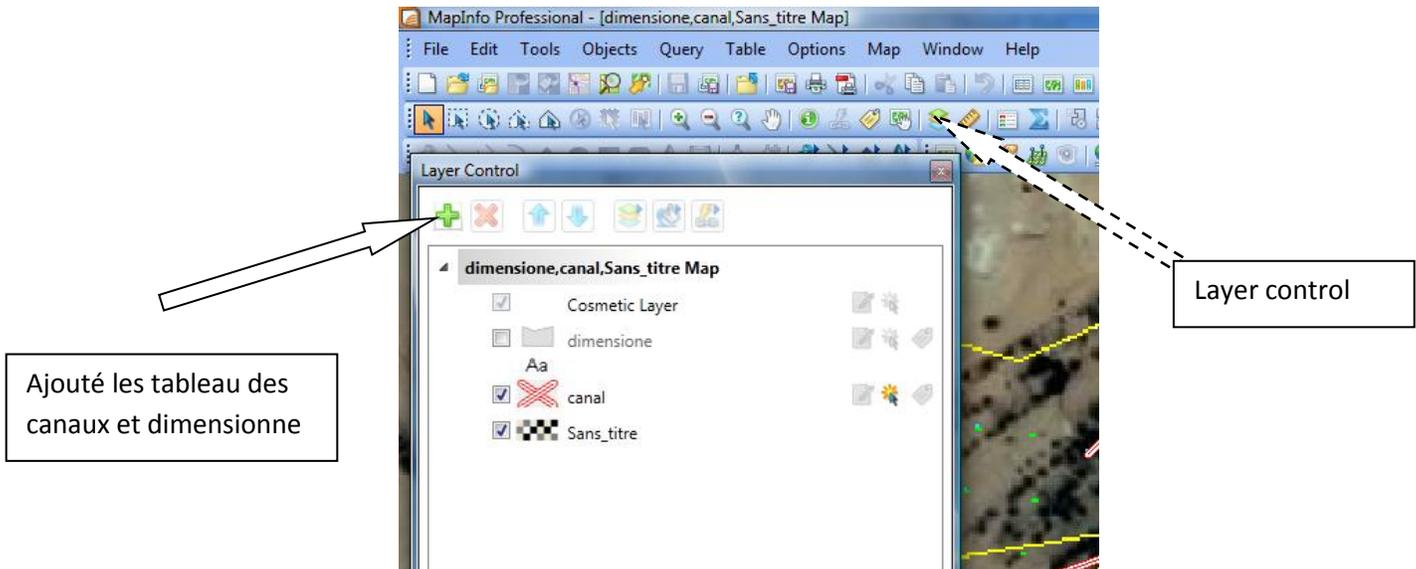 MapInfo Professional - [dimensione,canal,Sans_titre Map]
File Edit Tools Objects Query Table Options Map Window Help
Layer Control
dimensione,canal,Sans_titre Map
Cosmetic Layer
dimensione
Aa
canal
Sans_titre
Layer control
Ajouté les tableau des
canaux et dimensionne